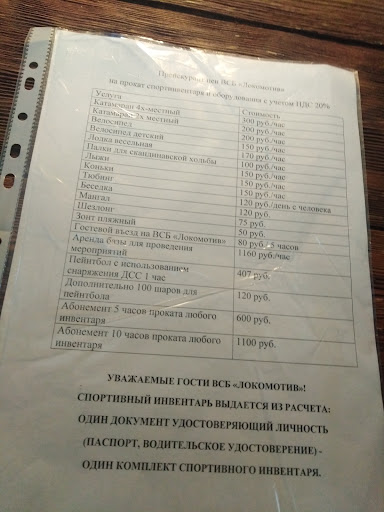 Прейскурант цен ВСБ «Локомотив»
на прокат спортинвентаря и оборудования с учетом НДС 20%
Услуга Стоимость
Катамаран 4х-местный 300 руб./час
Катамаран 2х местный 200 руб./час
Велосипед 200 руб./час
Велосипед детский 150 руб./час
Лодка весельная 170 руб./час
Палки для скандинавской ходьбы 100 руб./час
Лыжи 150 руб./час
Коньки 150 руб./час
Тюбинг 150 руб./час
Беседка 120 руб./день с человека
Мангал 120 руб.
Шезлонг 75 руб.
Зонт пляжный 50 руб.
Гостевой въезд на ВСБ «Локомотив» 80 руб./5 часов
Аренда базы для проведения 1160 руб./час
мероприятий
Пейнтбол с использованием 407 руб.
снаряжения ДСС 1 час
Дополнительно 100 шаров для 120 руб.
пейнтбола
Абонемент 5 часов проката любого 600 руб.
инвентаря
Абонемент 10 часов проката любого 1100 руб.
инвентаря
УВАЖАЕМЫЕ ГОСТИ ВСБ «ЛОКОМОТИВ»!
СПОРТИВНЫЙ ИНВЕНТАРЬ ВЫДАЕТСЯ ИЗ РАСЧЕТА:
ОДИН ДОКУМЕНТ УДОСТОВЕРЯЮЩИЙ ЛИЧНОСТЬ
(ПАСПОРТ, ВОДИТЕЛЬСКОЕ УДОСТОВЕРЕНИЕ) -
ОДИН КОМПЛЕКТ СПОРТИВНОГО ИНВЕНТАРЯ.